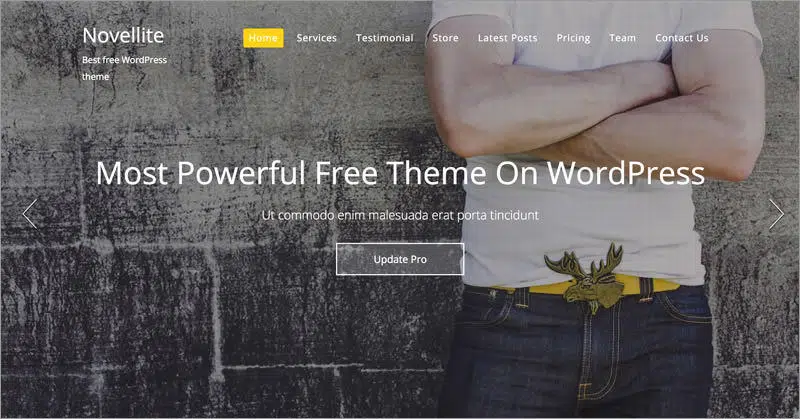 Novellite
Best free WordPress
theme
Home Services Testimonial Store Latest Posts Pricing Team Contact Us
Most Powerful Free Theme On WordPress
Ut commodo enim malesuada erat porta tincidunt
Update Pro